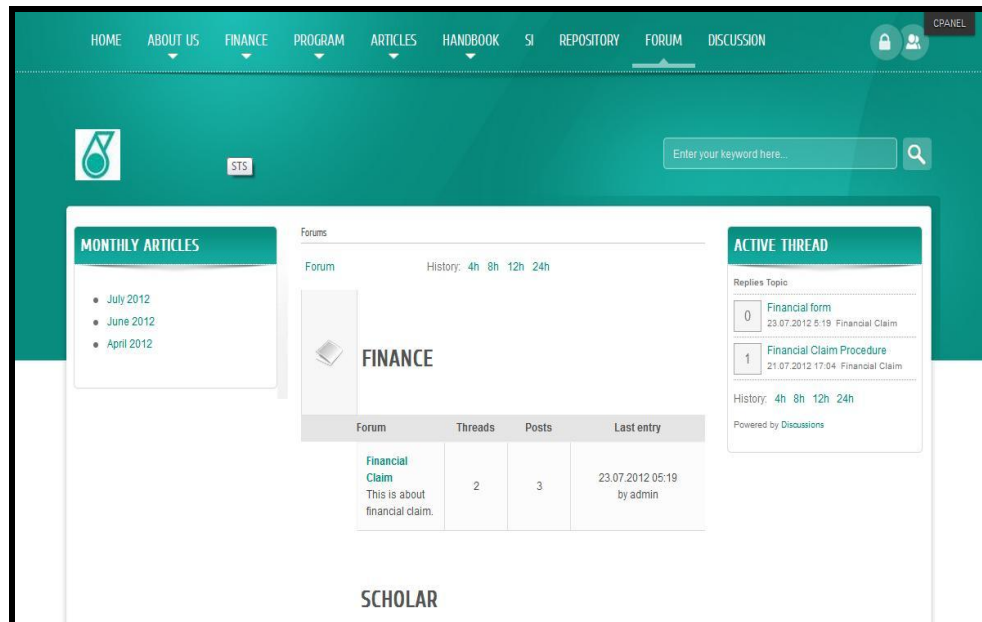 CPANEL
HOME ABOUT US FINANCE PROGRAM ARTICLES HANDBOOK SI REPOSITORY FORUM DISCUSSION
STS
Enter your keyword here...
MONTHLY ARTICLES
July 2012
June 2012
April 2012
Forums
Forum History: 4h 8h 12h 24h
FINANCE
Forum Threads Posts Last entry
Financial
Claim
This is about
financial claim.
2
3
23.07.2012 05:19
by admin
SCHOLAR
ACTIVE THREAD
Replies Topic
0 Financial form
23.07.2012 5:19 Financial Claim
1 Financial Claim Procedure
21.07.2012 17:04 Financial Claim
History: 4h 8h 12h 24h
Powered by Discussions